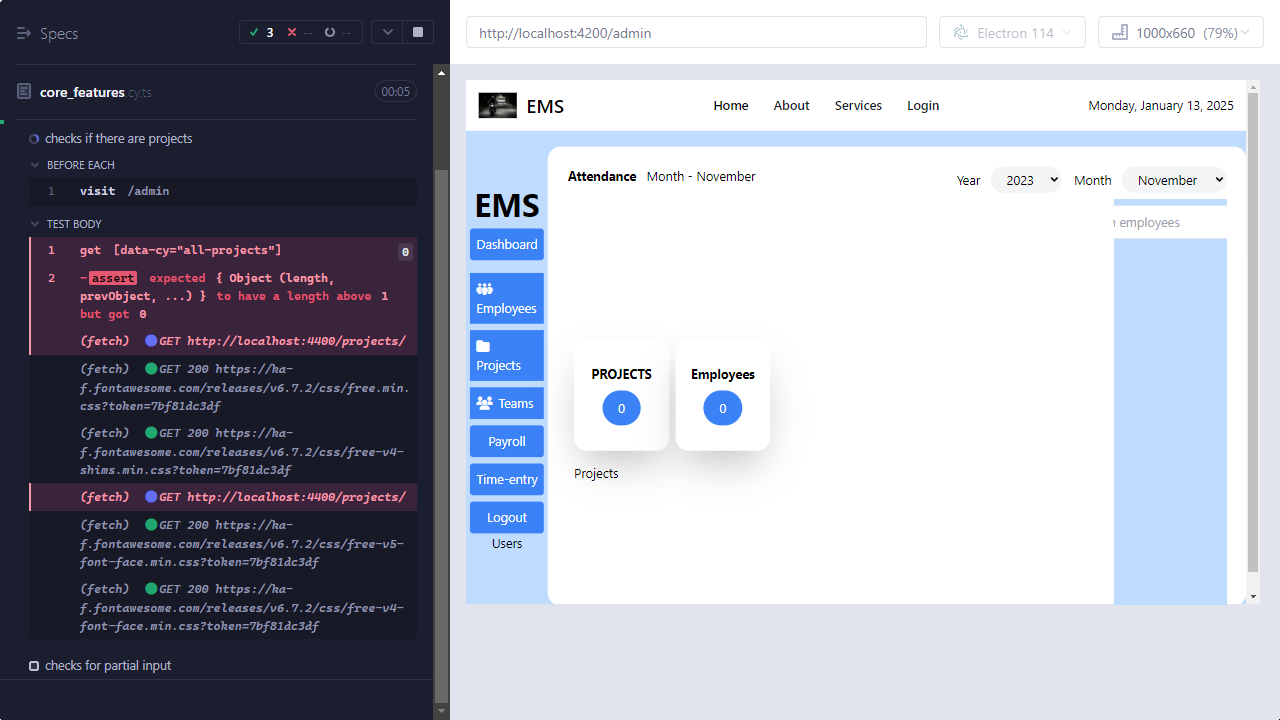 Specs
3
--
--
core_features.cy.ts
00:05
checks if there are projects
BEFORE EACH
1 visit /admin
TEST BODY
1 get [data-cy="all-projects"] 0
2 -assert expected { Object (length,
prevObject, ...) } to have a length above 1
but got 0
(fetch) GET http://localhost:4400/projects/
(fetch) GET 200 https://ka-
f.fontawesome.com/releases/v6.7.2/css/free.min.
css?token=7bf81dc3df
(fetch) GET 200 https://ka-
f.fontawesome.com/releases/v6.7.2/css/free-v4-
shims.min.css?token=7bf81dc3df
(fetch) GET http://localhost:4400/projects/
(fetch) GET 200 https://ka-
f.fontawesome.com/releases/v6.7.2/css/free-v5-
font-face.min.css?token=7bf81dc3df
(fetch) GET 200 https://ka-
f.fontawesome.com/releases/v6.7.2/css/free-v4-
font-face.min.css?token=7bf81dc3df
checks for partial input
http://localhost:4200/admin
Electron 114
1000x660 (79%)
EMS
Home About Services Login
Monday, January 13, 2025
EMS
Dashboard
Employees
Projects
Teams
Payroll
Time-entry
Logout
Users
Attendance Month - November
Year 2023 Month November
employees
PROJECTS
0
Employees
0
Projects